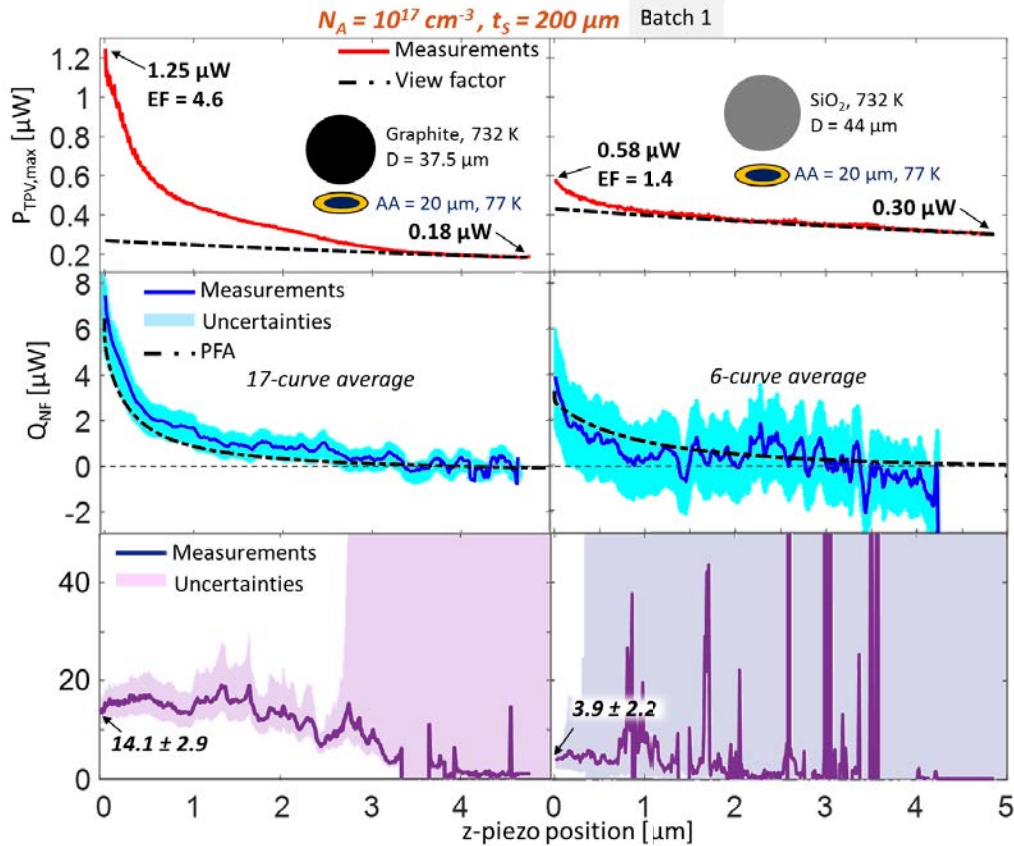 N_A = 10^17 cm^-3, t_S = 200 μm Batch 1
P_TPV,max [μW]
1.2
1
0.8
0.6
0.4
0.2
1.25 μW
EF = 4.6
Measurements
View factor
Graphite, 732 K
D = 37.5 μm
AA = 20 μm, 77 K
0.18 μW
0.58 μW
EF = 1.4
SiO2, 732 K
D = 44 μm
AA = 20 μm, 77 K
0.30 μW
Q_NF [μW]
8
6
4
2
0
-2
Measurements
Uncertainties
PFA
17-curve average
6-curve average
40
20
0
Measurements
Uncertainties
14.1 ± 2.9
3.9 ± 2.2
0 1 2 3 4 0 1 2 3 4 5
z-piezo position [μm]